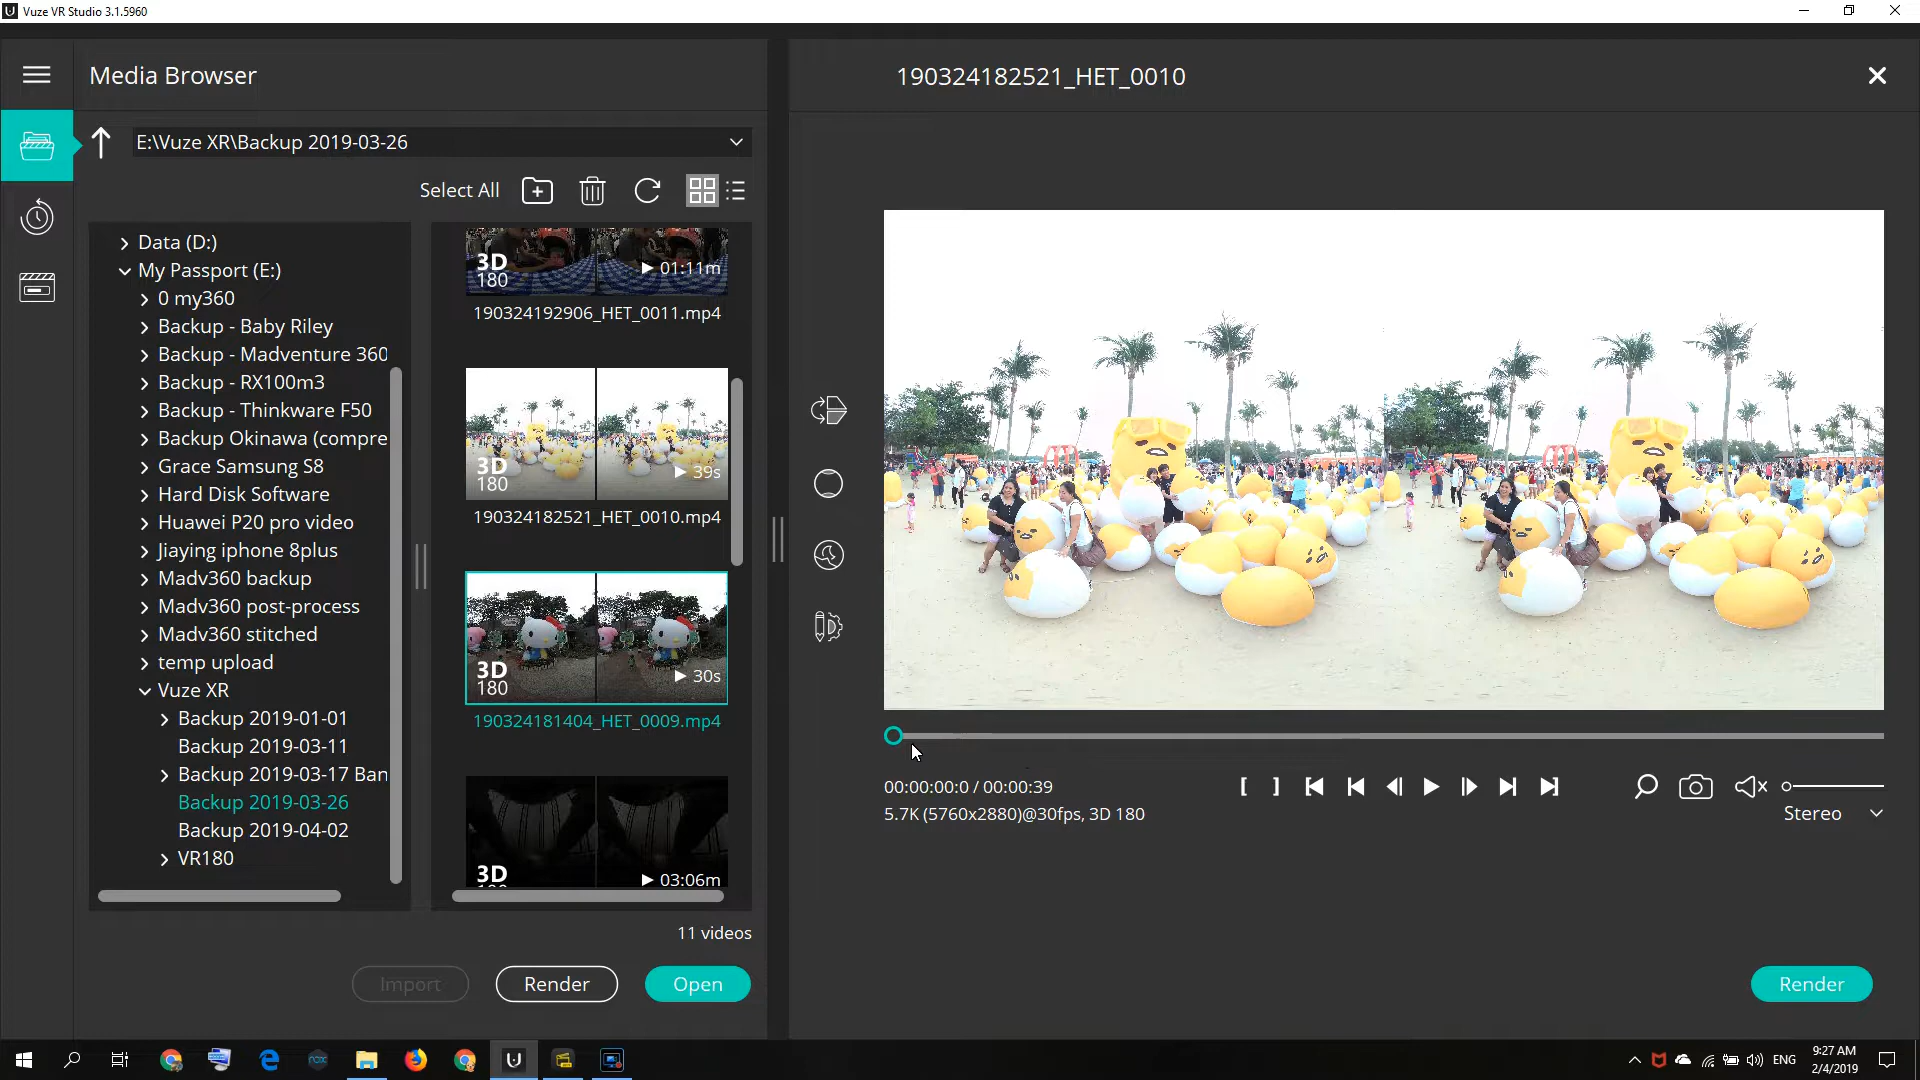 Vuze VR Studio 3.1.5960
Media Browser
E:\Vuze XR\Backup 2019-03-26
Select All
Data (D:)
My Passport (E:)
0 my360
Backup - Baby Riley
Backup - Madventure 360
Backup - RX100m3
Backup - Thinkware F50
Backup Okinawa (compre
Grace Samsung S8
Hard Disk Software
Huawei P20 pro video
Jiaying iphone 8plus
Madv360 backup
Madv360 post-process
Madv360 stitched
temp upload
Vuze XR
Backup 2019-01-01
Backup 2019-03-11
Backup 2019-03-17 Ban
Backup 2019-03-26
Backup 2019-04-02
VR180
3D
180
01:11m
190324192906_HET_0011.mp4
3D
180
39s
190324182521_HET_0010.mp4
3D
180
30s
190324181404_HET_0009.mp4
3D
03:06m
11 videos
Import
Render
Open
190324182521_HET_0010
00:00:00:0 / 00:00:39
5.7K (5760x2880)@30fps, 3D 180
[ ]
Stereo
Render
nox
ENG
9:27 AM
2/4/2019